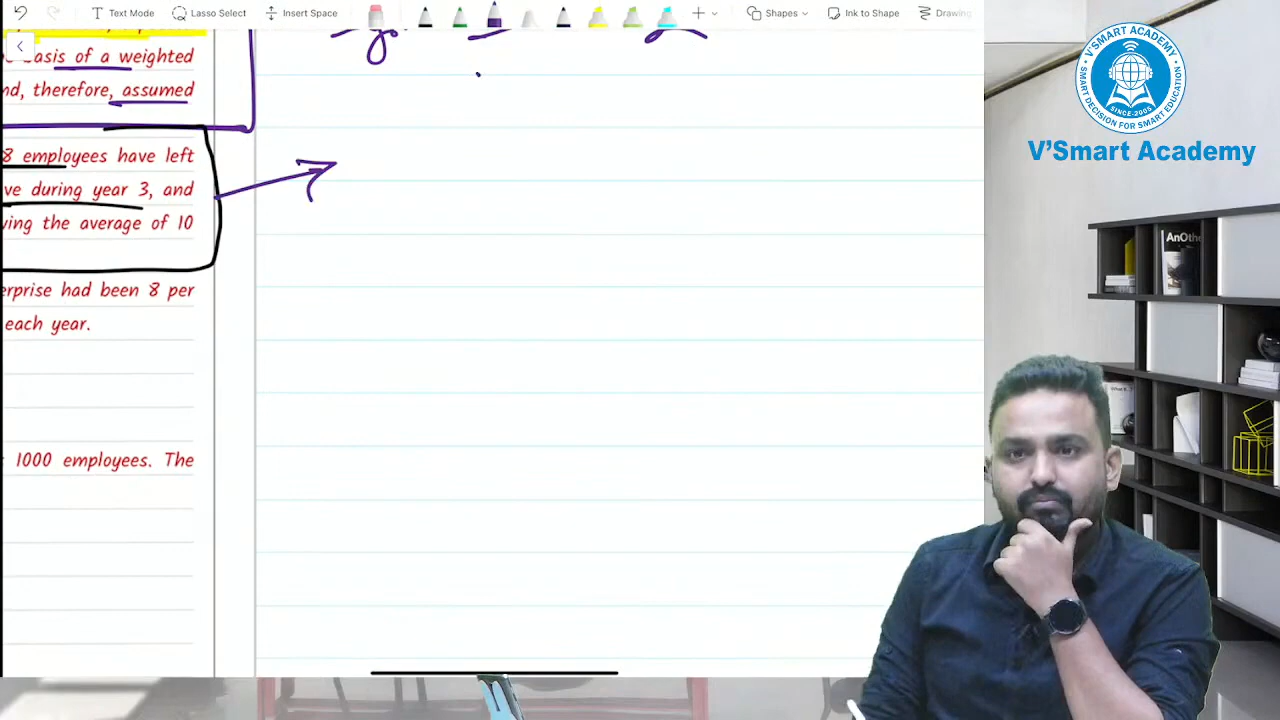 Text Mode
Lasso Select
Insert Space
Shapes
Ink to Shape
Drawing
basis of a weighted
nd, therefore, assumed
8 employees have left
ve during year 3, and
ving the average of 10
erprise had been 8 per
each year.
1000 employees. The
V'SMART ACADEMY
SMART DECISION FOR SMART EDUCATION
SINCE-2005
V'Smart Academy
AnOthe